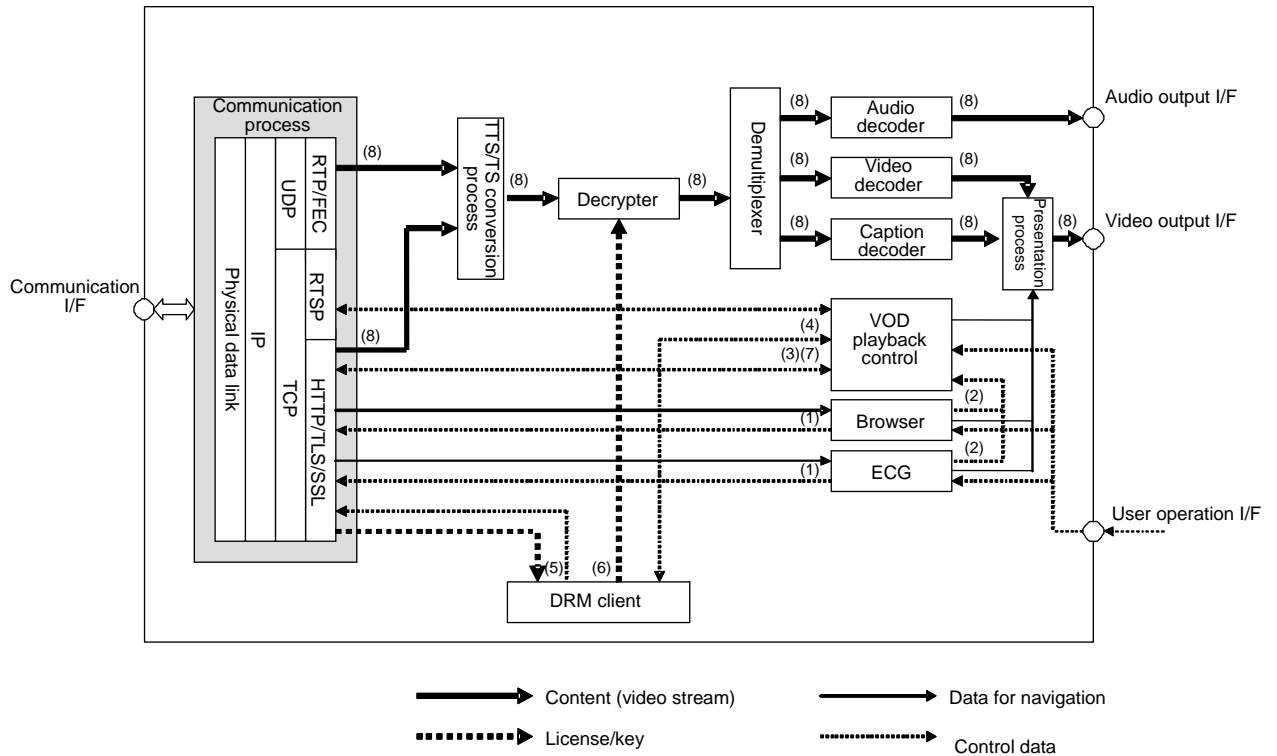 Communication
process
Physical data link
IP
UDP
TCP
RTP/FEC
RTSP
HTTP/TLS/SSL
Communication
I/F
(8)
(8)
TTS/TS conversion
process
(8)
Decrypter
(8)
Demultiplexer
(8)
Audio
decoder
(8)
Audio output I/F
(8)
Video
decoder
(8)
(8)
Caption
decoder
(8)
Presentation
process
(8)
Video output I/F
VOD
playback
control
(4)
(3)(7)
Browser
(1)
(2)
ECG
(1)
(2)
User operation I/F
(5)
(6)
DRM client
Content (video stream)
Data for navigation
License/key
Control data